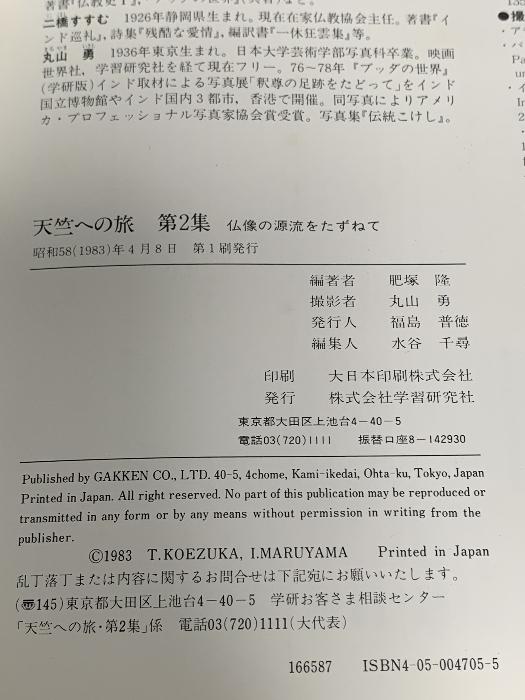 二橋すすむ　1926年静岡県生まれ。現在在家仏教協会主任。著書『イ
ンド巡礼』，詩集『残酷な愛情』，編訳書『一休狂雲集』等。
丸山　勇　1936年東京生まれ。日本大学芸術学部写真科卒業。映画
世界社，学習研究社を経て現在フリー。76～78年『ブッダの世界』
(学研版)インド取材による写真展「釈尊の足跡をたどって」をインド
国立博物館やインド国内3都市，香港で開催。同写真によりアメリ
カ・プロフェッショナル写真家協会賞受賞。写真集『伝統こけし』。
天竺への旅　第2集　仏像の源流をたずねて
昭和58(1983)年4月8日　第1刷発行
編著者　肥塚　隆
撮影者　丸山　勇
発行人　福島　普徳
編集人　水谷　千尋
印刷　大日本印刷株式会社
発行　株式会社学習研究社
東京都大田区上池台4－40－5
電話03(720)1111　振替口座8－142930
Published by GAKKEN CO., LTD. 40-5, 4chome, Kami-ikedai, Ohta-ku, Tokyo, Japan
Printed in Japan. All right reserved. No part of this publication may be reproduced or
transmitted in any form or by any means without permission in writing from the
publisher.
©1983　T.KOEZUKA, I.MARUYAMA　Printed in Japan
乱丁落丁または内容に関するお問合せは下記宛にお願いいたします。
(〠145)東京都大田区上池台4－40－5　学研お客さま相談センター
「天竺への旅・第2集」係　電話03(720)1111(大代表)
166587　ISBN4-05-004705-5